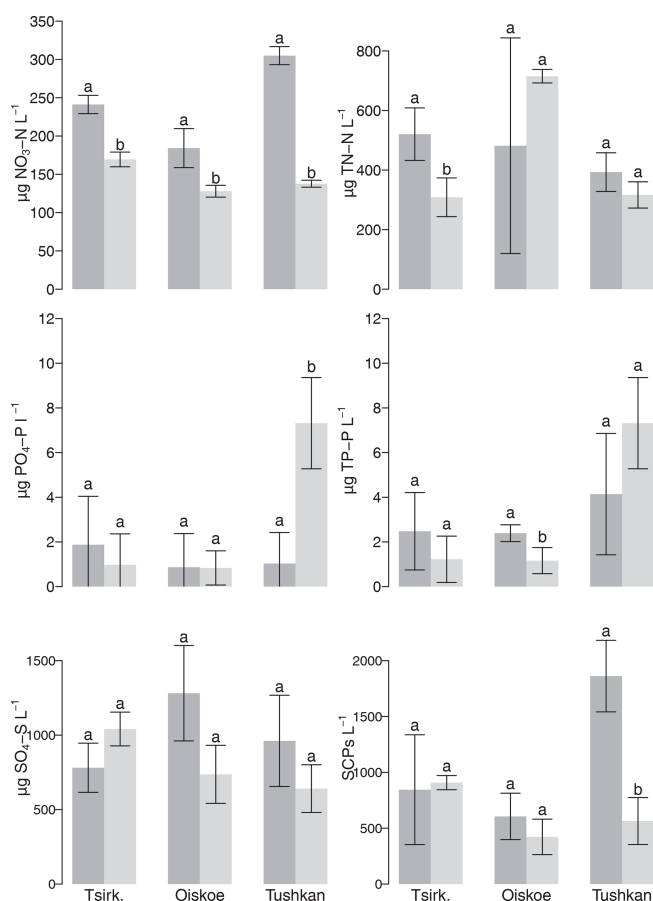 350
300
250
200
150
100
50
0
µg NO₃–N L⁻¹
a
b
a
b
a
b
800
600
400
200
0
µg TN–N L⁻¹
a
b
a
a
a
a
12
10
8
6
4
2
0
µg PO₄–P l⁻¹
a
a
a
a
a
b
12
10
8
6
4
2
0
µg TP–P L⁻¹
a
a
a
b
a
a
1500
1000
500
0
µg SO₄–S L⁻¹
a
a
a
a
a
a
Tsirk. Oiskoe Tushkan
2000
1500
1000
500
0
SCPs L⁻¹
a
a
a
a
a
b
Tsirk. Oiskoe Tushkan